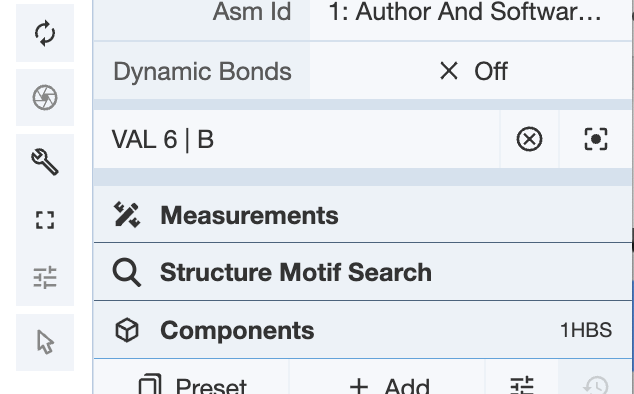 Asm Id 1: Author And Softwar...
Dynamic Bonds Off
VAL 6 | B
Measurements
Structure Motif Search
Components 1HBS
Preset + Add